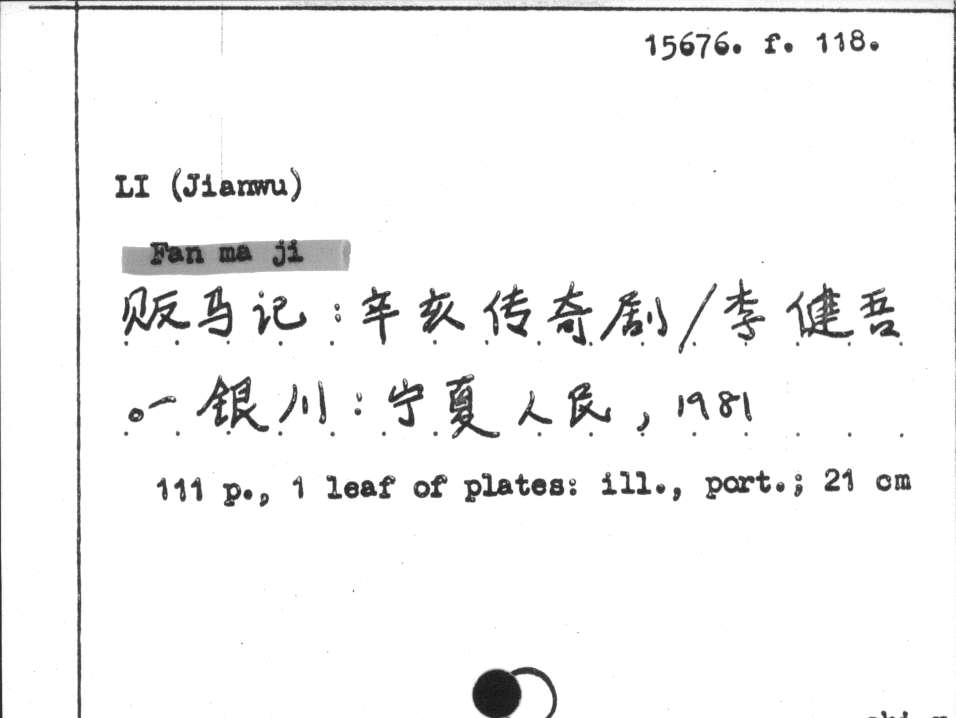 15676. f. 118.
LI (Jianwu)
Fan ma ji
贩马记：辛亥传奇剧/李健吾
。一银川：宁夏人民，1981
111 p., 1 leaf of plates: ill., port.; 21 cm